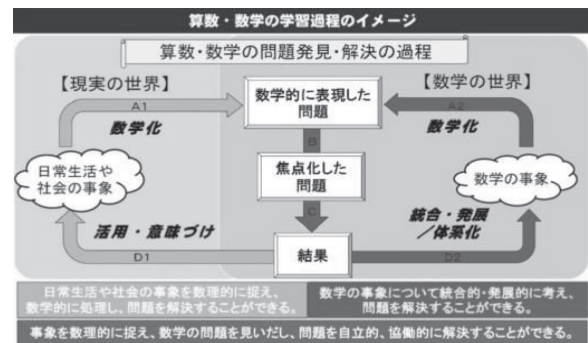 算数・数学の学習過程のイメージ
算数・数学の問題発見・解決の過程
【現実の世界】
【数学の世界】
A1
数学的に表現した
問題
A2
数学化
数学化
B
日常生活や
社会の事象
焦点化した
問題
数学の事象
C
活用・意味づけ
統合・発展
/体系化
結果
D1
D2
日常生活や社会の事象を数理的に捉え、
数学的に処理し、問題を解決することができる。
数学の事象について統合的・発展的に考え、
問題を解決することができる。
事象を数理的に捉え、数学の問題を見いだし、問題を自立的、協働的に解決することができる。